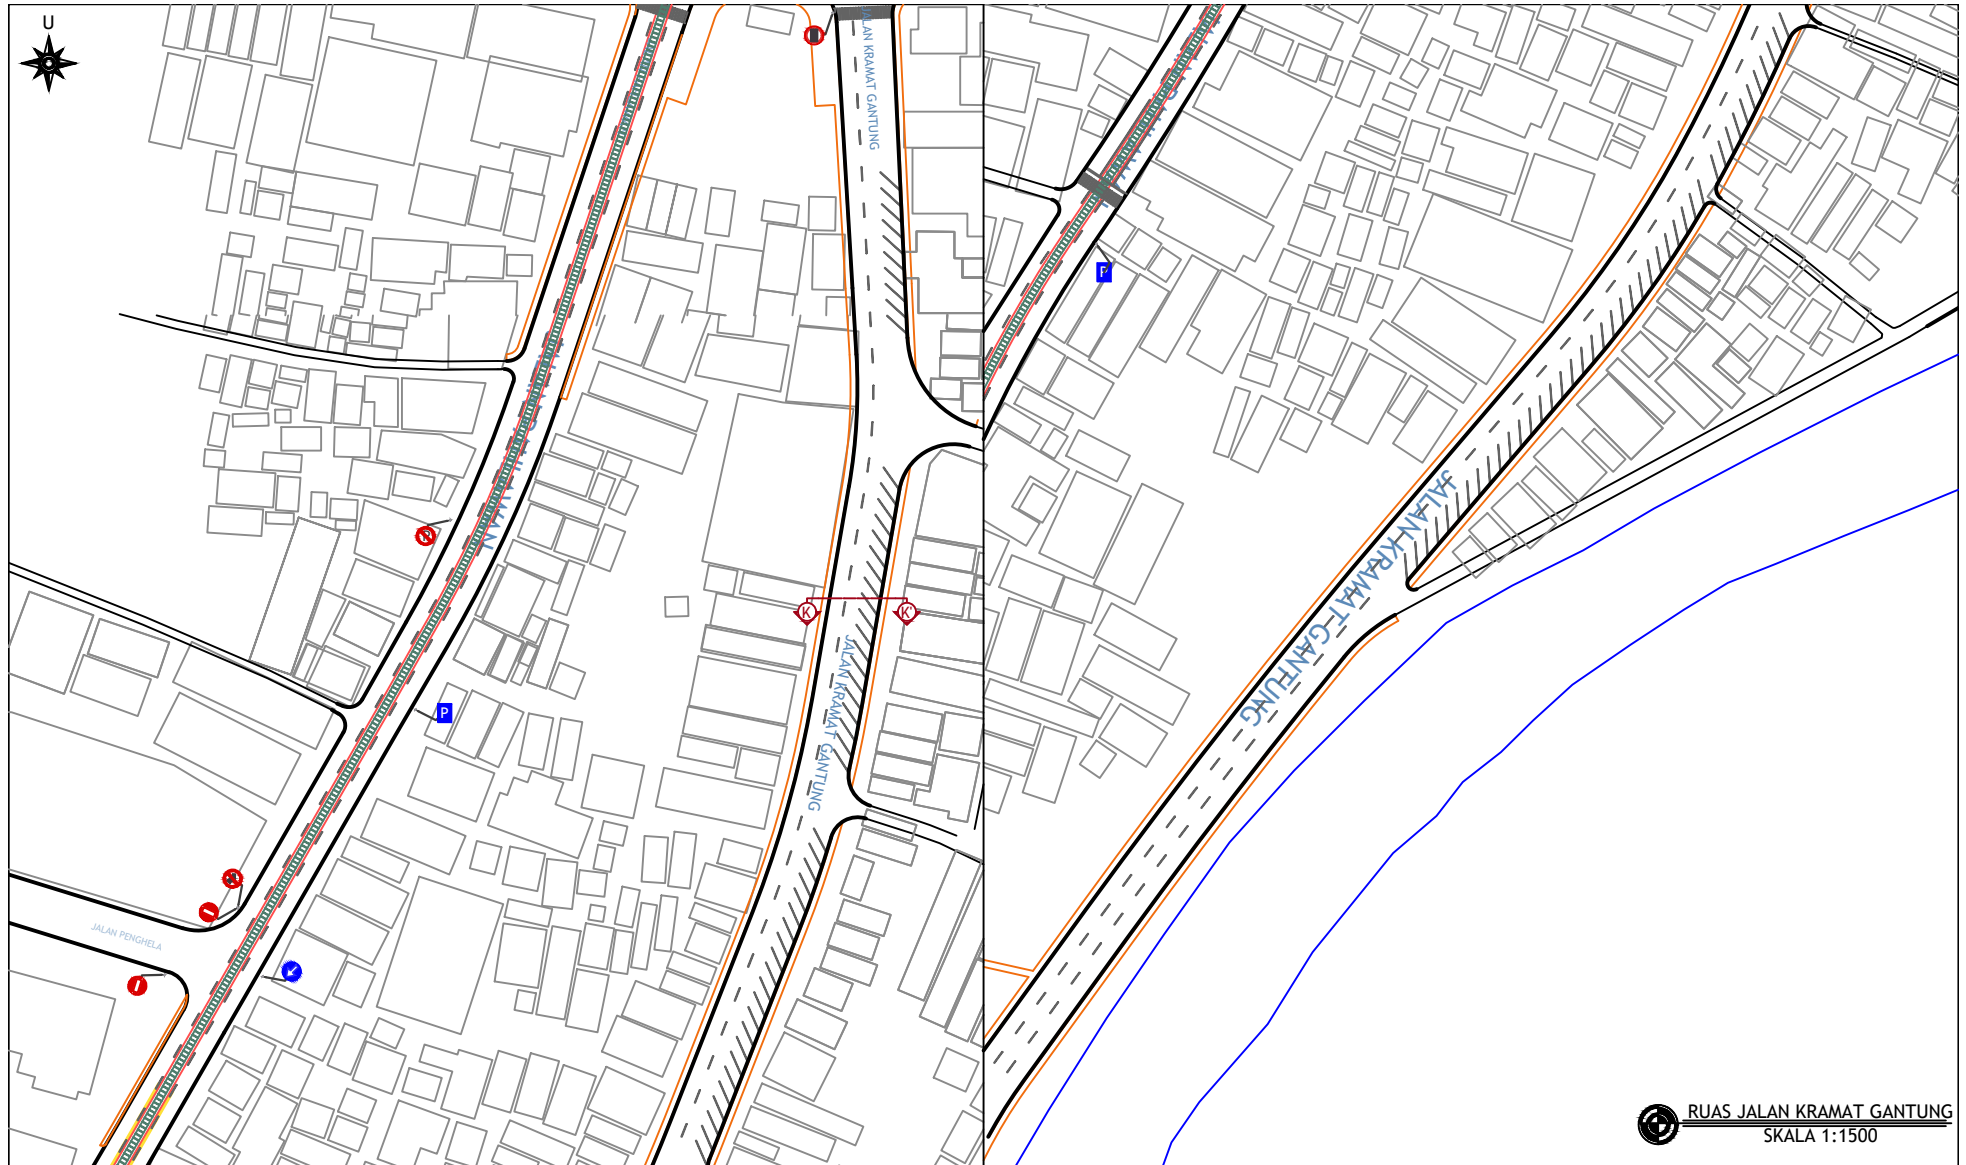 U
JALAN KRAMAT GANTUNG
P
K
K'
JALAN KRAMAT GANTUNG
P
JALAN PENGHELA
P
JALAN KRAMAT GANTUNG
RUAS JALAN KRAMAT GANTUNG
SKALA 1:1500